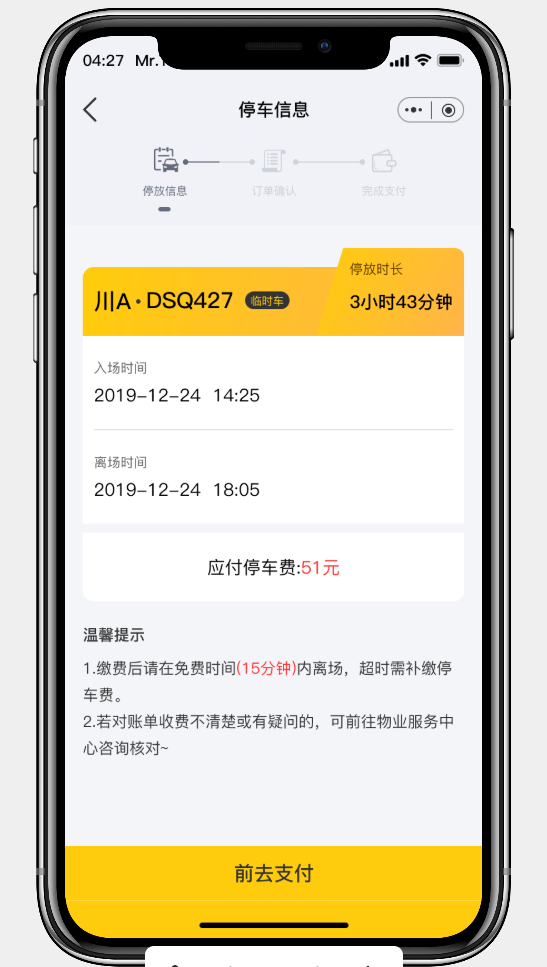 04:27 Mr.
停车信息
停放信息
订单确认
完成支付
停放时长
川A·DSQ427 临时车 3小时43分钟
入场时间
2019-12-24 14:25
离场时间
2019-12-24 18:05
应付停车费:51元
温馨提示
1.缴费后请在免费时间(15分钟)内离场，超时需补缴停
车费。
2.若对账单收费不清楚或有疑问的，可前往物业服务中
心咨询核对~
前去支付